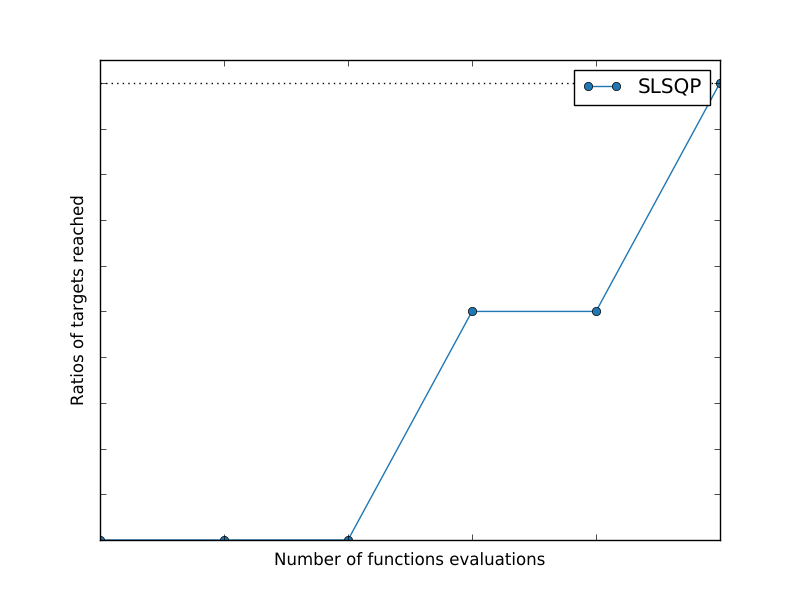 SLSQP
Ratios of targets reached
Number of functions evaluations